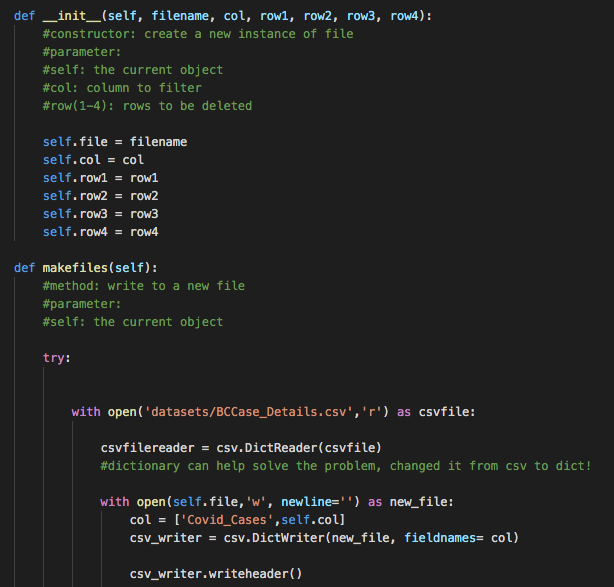 def __init__(self, filename, col, row1, row2, row3, row4):
#constructor: create a new instance of file
#parameter:
#self: the current object
#col: column to filter
#row(1-4): rows to be deleted
self.file = filename
self.col = col
self.row1 = row1
self.row2 = row2
self.row3 = row3
self.row4 = row4
def makefiles(self):
#method: write to a new file
#parameter:
#self: the current object
try:
with open('datasets/BCCase_Details.csv','r') as csvfile:
csvfilereader = csv.DictReader(csvfile)
#dictionary can help solve the problem, changed it from csv to dict!
with open(self.file,'w', newline='') as new_file:
col = ['Covid_Cases',self.col]
csv_writer = csv.DictWriter(new_file, fieldnames= col)
csv_writer.writeheader()